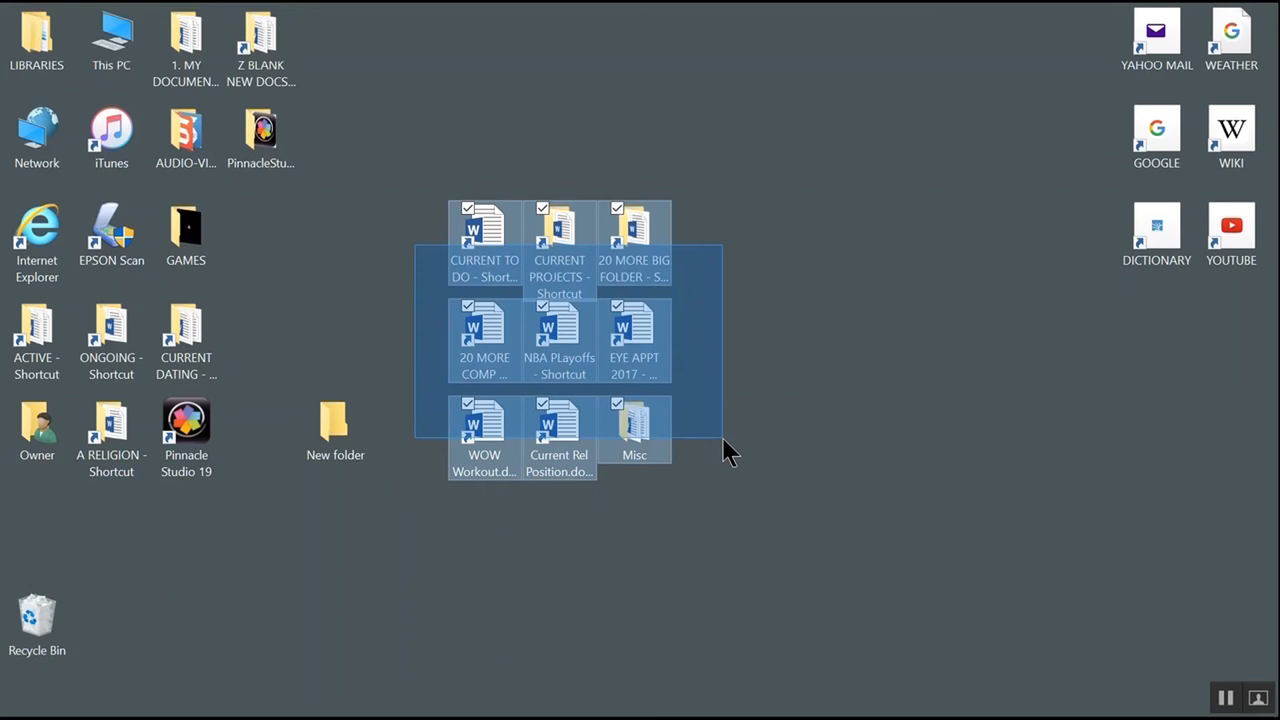 LIBRARIES
This PC
1. MY
DOCUMEN...
Z BLANK
NEW DOCS...
YAHOO MAIL
WEATHER
Network
iTunes
AUDIO-VI...
PinnacleStu...
GOOGLE
W
WIKI
Internet
Explorer
EPSON Scan
GAMES
CURRENT TO
DO - Short...
CURRENT
PROJECTS -
Shortcut
20 MORE BIG
FOLDER - S...
DICTIONARY
YOUTUBE
ACTIVE -
Shortcut
ONGOING -
Shortcut
CURRENT
DATING - ...
20 MORE
COMP ...
NBA PLayoffs
- Shortcut
EYE APPT
2017 - ...
Owner
A RELIGION -
Shortcut
Pinnacle
Studio 19
New folder
WOW
Workout.d...
Current Rel
Position.do...
Misc
Recycle Bin